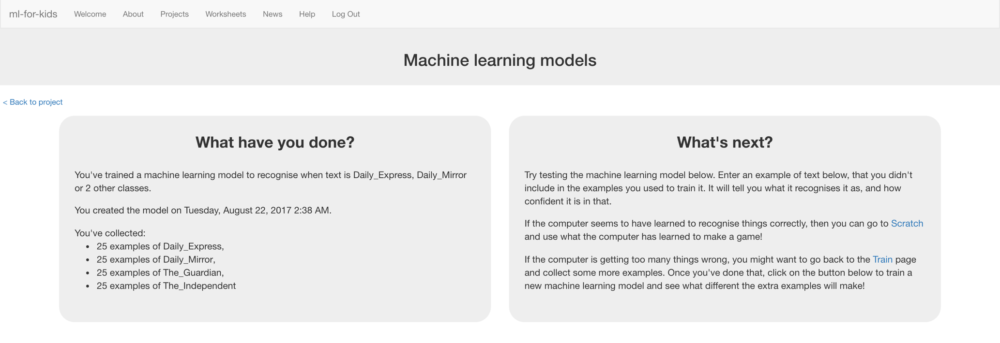 ml-for-kids Welcome About Projects Worksheets News Help Log Out
Machine learning models
< Back to project
What have you done?
You've trained a machine learning model to recognise when text is Daily_Express, Daily_Mirror
or 2 other classes.
You created the model on Tuesday, August 22, 2017 2:38 AM.
You've collected:
• 25 examples of Daily_Express,
• 25 examples of Daily_Mirror,
• 25 examples of The_Guardian,
• 25 examples of The_Independent
What's next?
Try testing the machine learning model below. Enter an example of text below, that you didn't
include in the examples you used to train it. It will tell you what it recognises it as, and how
confident it is in that.
If the computer seems to have learned to recognise things correctly, then you can go to Scratch
and use what the computer has learned to make a game!
If the computer is getting too many things wrong, you might want to go back to the Train page
and collect some more examples. Once you've done that, click on the button below to train a
new machine learning model and see what different the extra examples will make!